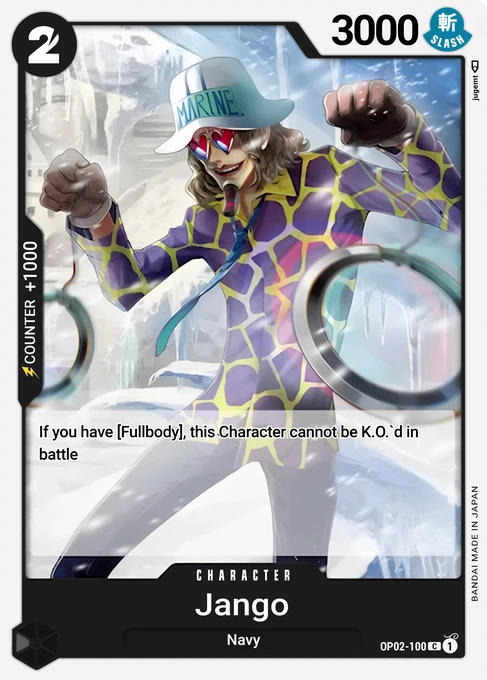 2
3000
斬
SLASH
jugemt
MARINE
COUNTER +1000
If you have [Fullbody], this Character cannot be K.O.`d in
battle
BANDAI MADE IN JAPAN
CHARACTER
Jango
Navy
OP02-100 C 1